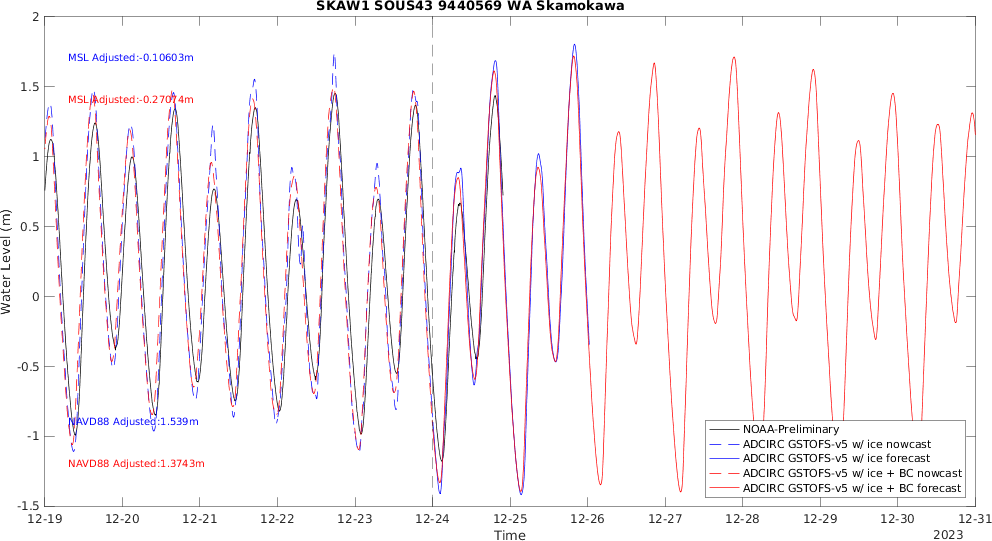 SKAW1 SOUS43 9440569 WA Skamokawa
MSL Adjusted:-0.10603m
MSL Adjusted:-0.27074m
NAVD88 Adjusted:1.539m
NAVD88 Adjusted:1.3743m
Water Level (m)
2
1.5
1
0.5
0
-0.5
-1
-1.5
NOAA-Preliminary
ADCIRC GSTOFS-v5 w/ ice nowcast
ADCIRC GSTOFS-v5 w/ ice forecast
ADCIRC GSTOFS-v5 w/ ice + BC nowcast
ADCIRC GSTOFS-v5 w/ ice + BC forecast
12-19 12-20 12-21 12-22 12-23 12-24 12-25 12-26 12-27 12-28 12-29 12-30 12-31
Time
2023